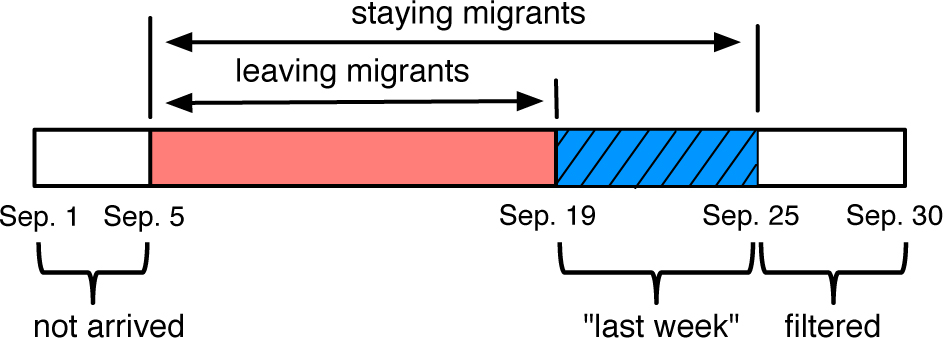 staying migrants
leaving migrants
Sep. 1 Sep. 5 Sep. 19 Sep. 25 Sep. 30
not arrived "last week" filtered